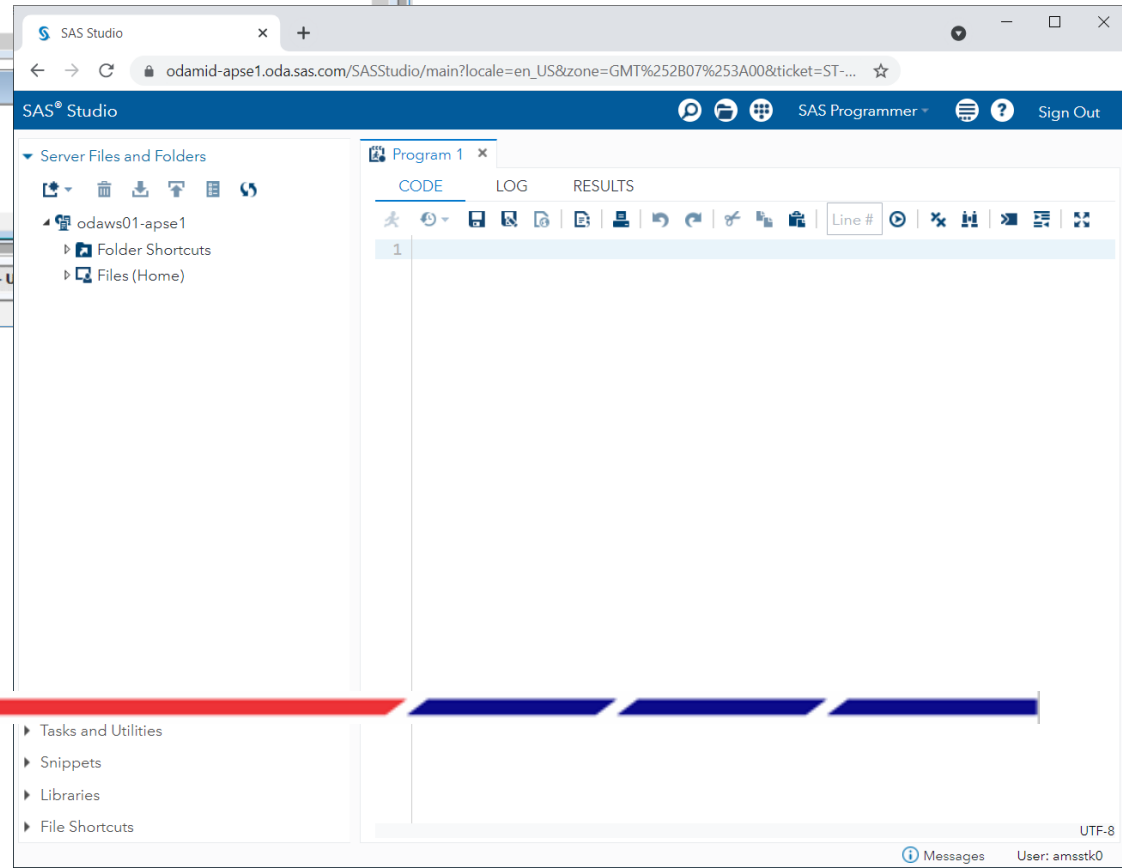 SAS Studio
odamid-apse1.oda.sas.com/SASStudio/main?locale=en_US&zone=GMT%252B07%253A00&ticket=ST-...
SAS® Studio
SAS Programmer
?
Sign Out
Server Files and Folders
odaws01-apse1
Folder Shortcuts
Files (Home)
Tasks and Utilities
Snippets
Libraries
File Shortcuts
Program 1
CODE LOG RESULTS
Line #
1
UTF-8
Messages User: amsstk0